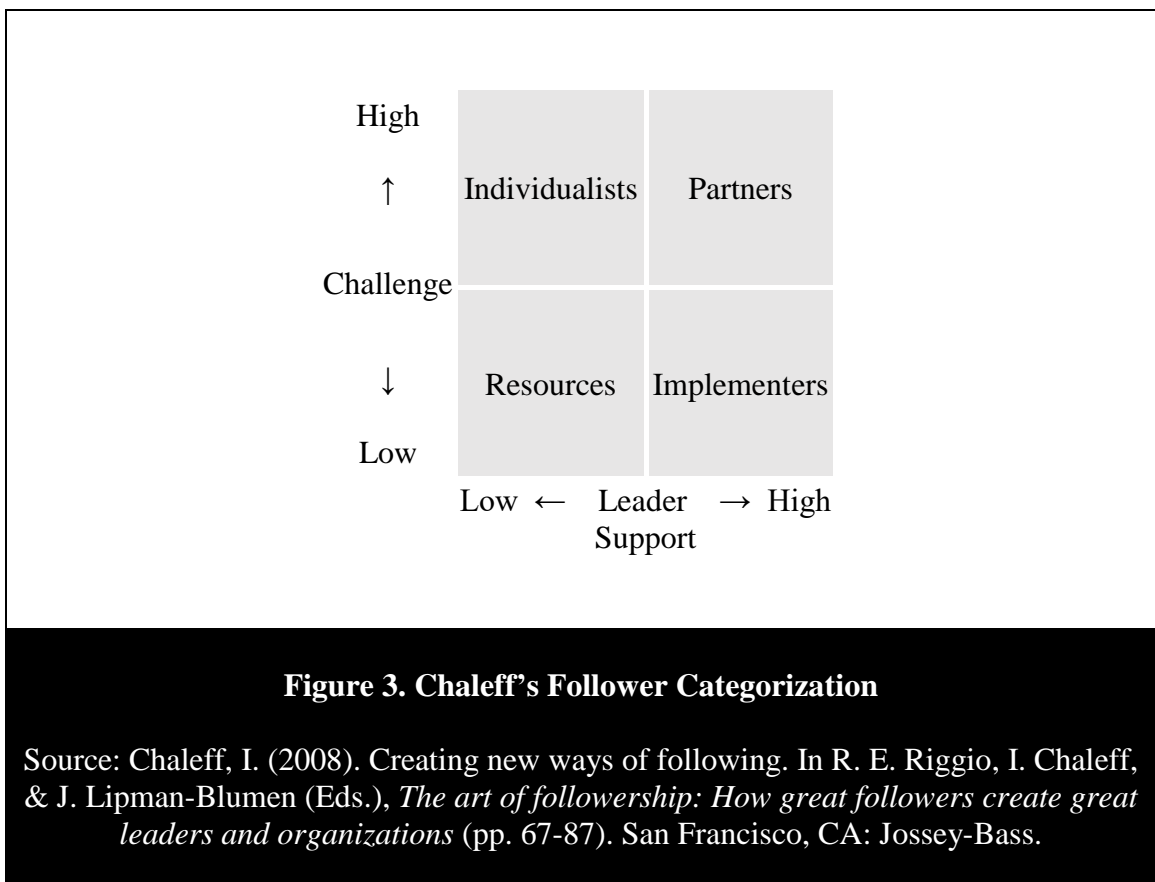 High
↑
Individualists Partners
Challenge
↓
Resources Implementers
Low
Low ← Leader → High
Support
Figure 3. Chaleff’s Follower Categorization
Source: Chaleff, I. (2008). Creating new ways of following. In R. E. Riggio, I. Chaleff,
& J. Lipman-Blumen (Eds.), The art of followership: How great followers create great
leaders and organizations (pp. 67-87). San Francisco, CA: Jossey-Bass.